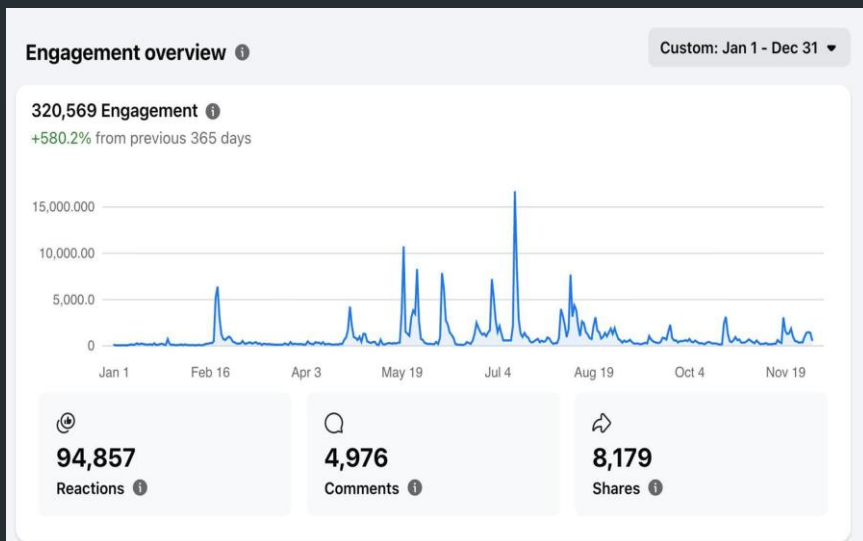 Engagement overview
Custom: Jan 1 - Dec 31
320,569 Engagement
+580.2% from previous 365 days
15,000.000
10,000.00
5,000.0
0
Jan 1 Feb 16 Apr 3 May 19 Jul 4 Aug 19 Oct 4 Nov 19
94,857 4,976 8,179
Reactions Comments Shares